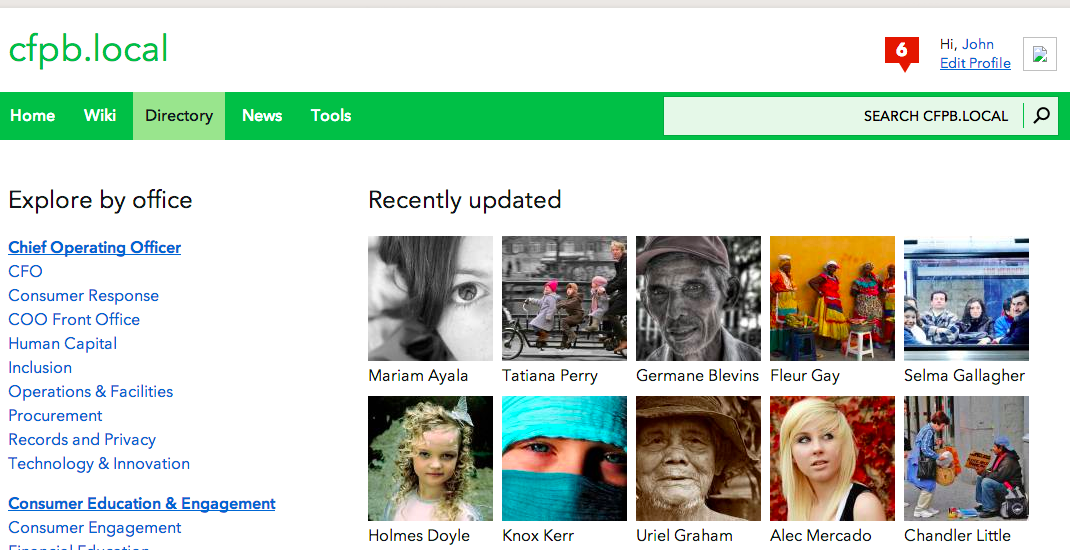 cfpb.local
6
Hi, John
Edit Profile
Home Wiki Directory News Tools
SEARCH CFPB.LOCAL
Explore by office
Chief Operating Officer
CFO
Consumer Response
COO Front Office
Human Capital
Inclusion
Operations & Facilities
Procurement
Records and Privacy
Technology & Innovation
Consumer Education & Engagement
Consumer Engagement
Financial Education
Recently updated
Mariam Ayala Tatiana Perry Germane Blevins Fleur Gay Selma Gallagher
Holmes Doyle Knox Kerr Uriel Graham Alec Mercado Chandler Little